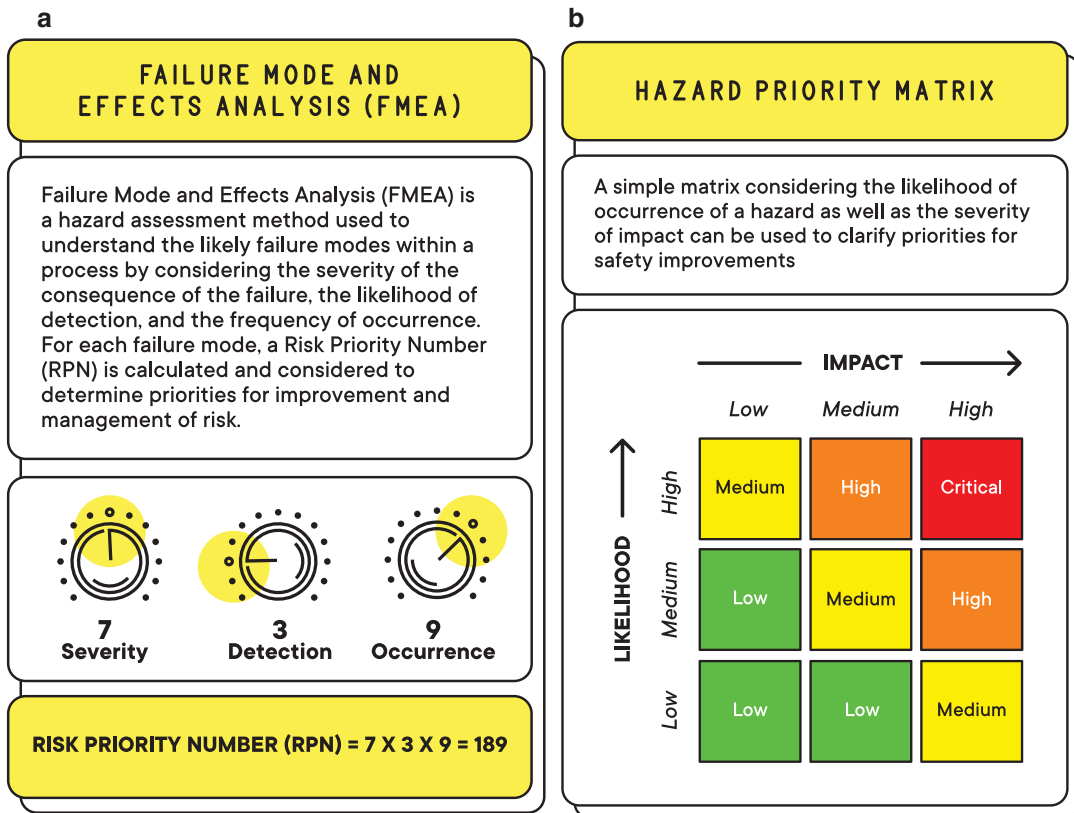 a
FAILURE MODE AND
EFFECTS ANALYSIS (FMEA)
Failure Mode and Effects Analysis (FMEA) is
a hazard assessment method used to
understand the likely failure modes within a
process by considering the severity of the
consequence of the failure, the likelihood of
detection, and the frequency of occurrence.
For each failure mode, a Risk Priority Number
(RPN) is calculated and considered to
determine priorities for improvement and
management of risk.
7 3 9
Severity Detection Occurrence
RISK PRIORITY NUMBER (RPN) = 7 X 3 X 9 = 189
b
HAZARD PRIORITY MATRIX
A simple matrix considering the likelihood of
occurrence of a hazard as well as the severity
of impact can be used to clarify priorities for
safety improvements
IMPACT
Low Medium High
LIKELIHOOD
High Medium High Critical
Medium Low Medium High
Low Low Low Medium